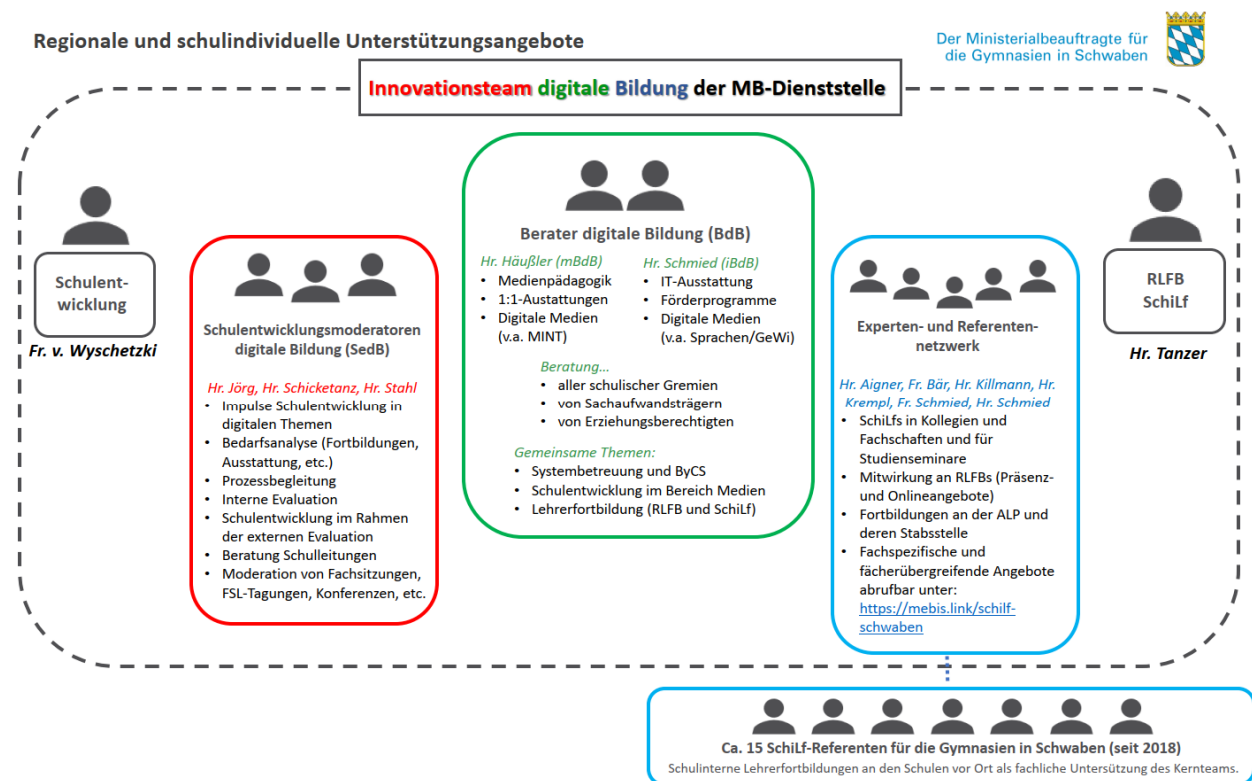 Regionale und schulindividuelle Unterstützungsangebote
Der Ministerialbeauftragte für
die Gymnasien in Schwaben
Innovationsteam digitale Bildung der MB-Dienststelle
Schulent-
wicklung
Fr. v. Wyschetzki
Schulentwicklungsmoderatoren
digitale Bildung (SedB)
Hr. Jörg, Hr. Schicketanz, Hr. Stahl
• Impulse Schulentwicklung in
digitalen Themen
• Bedarfsanalyse (Fortbildungen,
Ausstattung, etc.)
• Prozessbegleitung
• Interne Evaluation
• Schulentwicklung im Rahmen
der externen Evaluation
• Beratung Schulleitungen
• Moderation von Fachsitzungen,
FSL-Tagungen, Konferenzen, etc.
Berater digitale Bildung (BdB)
Hr. Häußler (mBdB)
• Medienpädagogik
• 1:1-Austattungen
• Digitale Medien
(v.a. MINT)
Hr. Schmied (iBdB)
• IT-Ausstattung
• Förderprogramme
• Digitale Medien
(v.a. Sprachen/GeWi)
Beratung...
• aller schulischer Gremien
• von Sachaufwandsträgern
• von Erziehungsberechtigten
Gemeinsame Themen:
• Systembetreuung und ByCS
• Schulentwicklung im Bereich Medien
• Lehrerfortbildung (RLFB und SchiLf)
Experten- und Referenten-
netzwerk
Hr. Aigner, Fr. Bär, Hr. Killmann, Hr.
Krempl, Fr. Schmied, Hr. Schmied
• SchiLfs in Kollegien und
Fachschaften und für
Studienseminare
• Mitwirkung an RLFBs (Präsenz-
und Onlineangebote)
• Fortbildungen an der ALP und
deren Stabsstelle
• Fachspezifische und
fächerübergreifende Angebote
abrufbar unter:
https://mebis.link/schilf-
schwaben
RLFB
SchiLf
Hr. Tanzer
Ca. 15 SchiLf-Referenten für die Gymnasien in Schwaben (seit 2018)
Schulinterne Lehrerfortbildungen an den Schulen vor Ort als fachliche Untisützung des Kernteams.